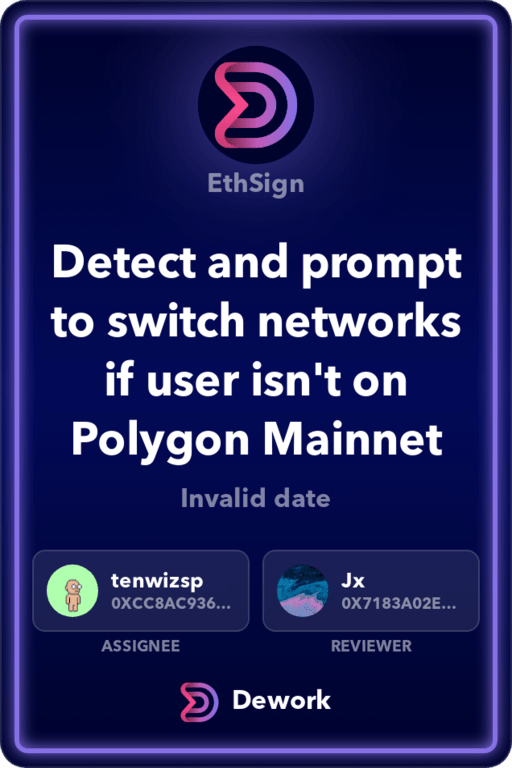 EthSign
Detect and prompt
to switch networks
if user isn't on
Polygon Mainnet
Invalid date
tenwizsp
0XCC8AC936...
ASSIGNEE
Jx
0X7183A02E...
REVIEWER
Dework